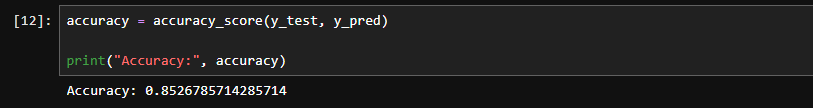 [12]: accuracy = accuracy_score(y_test, y_pred)
print("Accuracy:", accuracy)
Accuracy: 0.8526785714285714